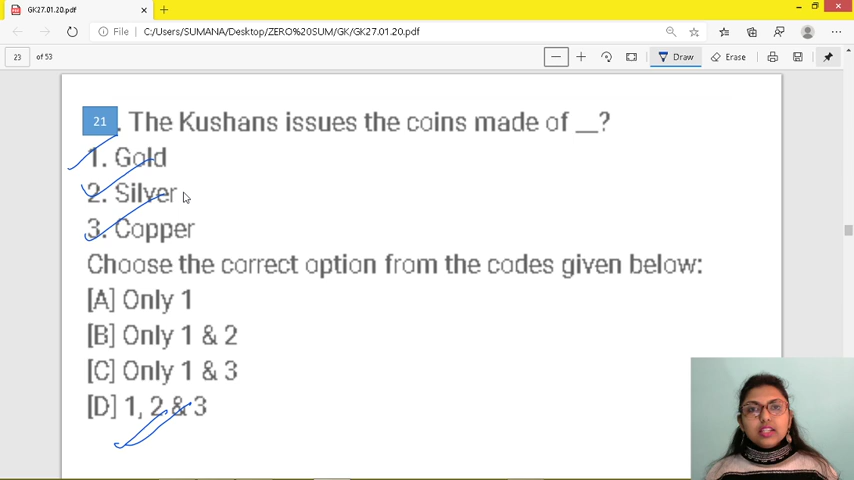 GK27.01.20.pdf
File
C:/Users/SUMANA/Desktop/ZERO%20SUM/GK/GK27.01.20.pdf
23 of 53
Draw
Erase
21 . The Kushans issues the coins made of __?
1. Gold
2. Silver
3. Copper
Choose the correct option from the codes given below:
[A] Only 1
[B] Only 1 & 2
[C] Only 1 & 3
[D] 1, 2 & 3